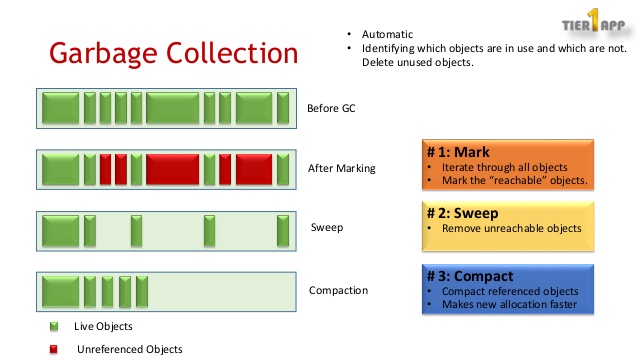 TIER1APP
Garbage Collection
• Automatic
• Identifying which objects are in use and which are not.
Delete unused objects.
Before GC
After Marking
Sweep
Compaction
# 1: Mark
• Iterate through all objects
• Mark the “reachable” objects.
# 2: Sweep
• Remove unreachable objects
# 3: Compact
• Compact referenced objects
• Makes new allocation faster
Live Objects
Unreferenced Objects